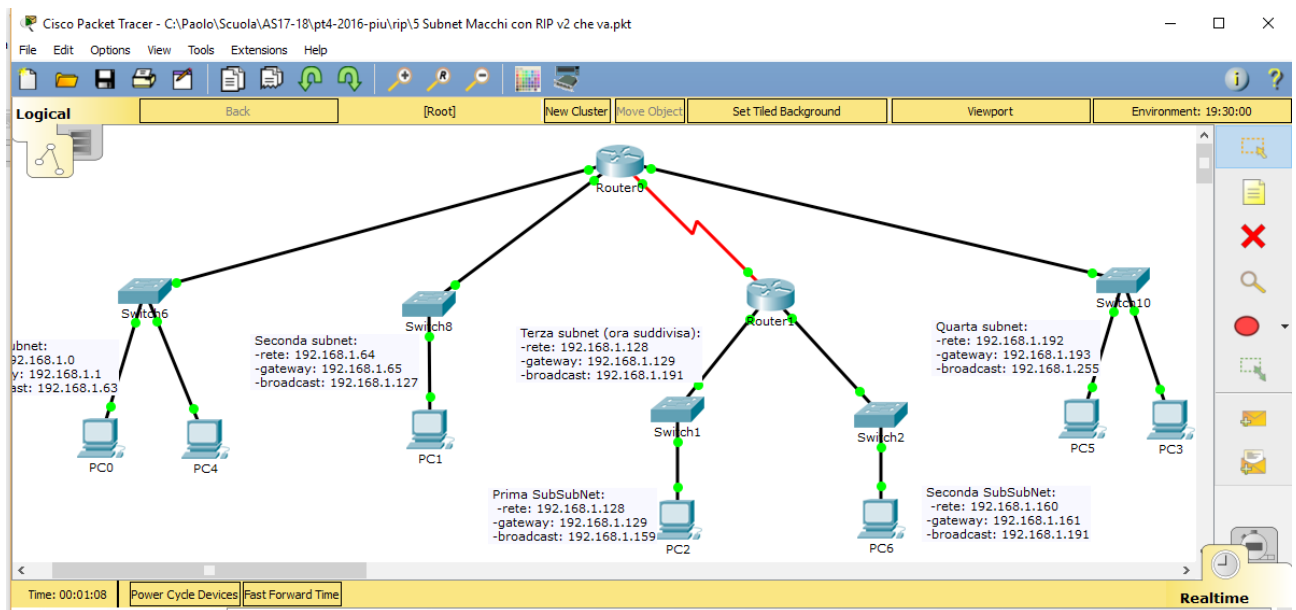 Cisco Packet Tracer - C:\Paolo\Scuola\AS17-18\pt4-2016-piu\rip\5 Subnet Macchi con RIP v2 che va.pkt
File Edit Options View Tools Extensions Help
Logical Back [Root] New Cluster Move Object Set Tiled Background Viewport Environment: 19:30:00
Router0
Switch6
Switch8
Router1
Switch10
ubnet:
92.168.1.0
y: 192.168.1.1
ast: 192.168.1.63
Seconda subnet:
-rete: 192.168.1.64
-gateway: 192.168.1.65
-broadcast: 192.168.1.127
Terza subnet (ora suddivisa):
-rete: 192.168.1.128
-gateway: 192.168.1.129
-broadcast: 192.168.1.191
Quarta subnet:
-rete: 192.168.1.192
-gateway: 192.168.1.193
-broadcast: 192.168.1.255
Switch1
Switch2
PC0
PC4
PC1
PC5
PC3
Prima SubSubNet:
-rete: 192.168.1.128
-gateway: 192.168.1.129
-broadcast: 192.168.1.159
PC2
PC6
Seconda SubSubNet:
-rete: 192.168.1.160
-gateway: 192.168.1.161
-broadcast: 192.168.1.191
Time: 00:01:08 Power Cycle Devices Fast Forward Time Realtime